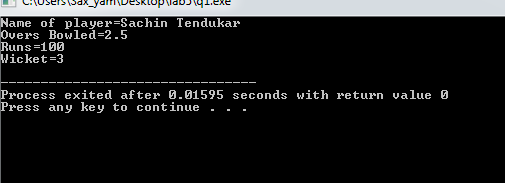 C:\Users\Sax_yam\Desktop\lab5\q1.exe
Name of player=Sachin Tendukar
Overs Bowled=2.5
Runs=100
Wicket=3
--------------------------------
Process exited after 0.01595 seconds with return value 0
Press any key to continue . . .